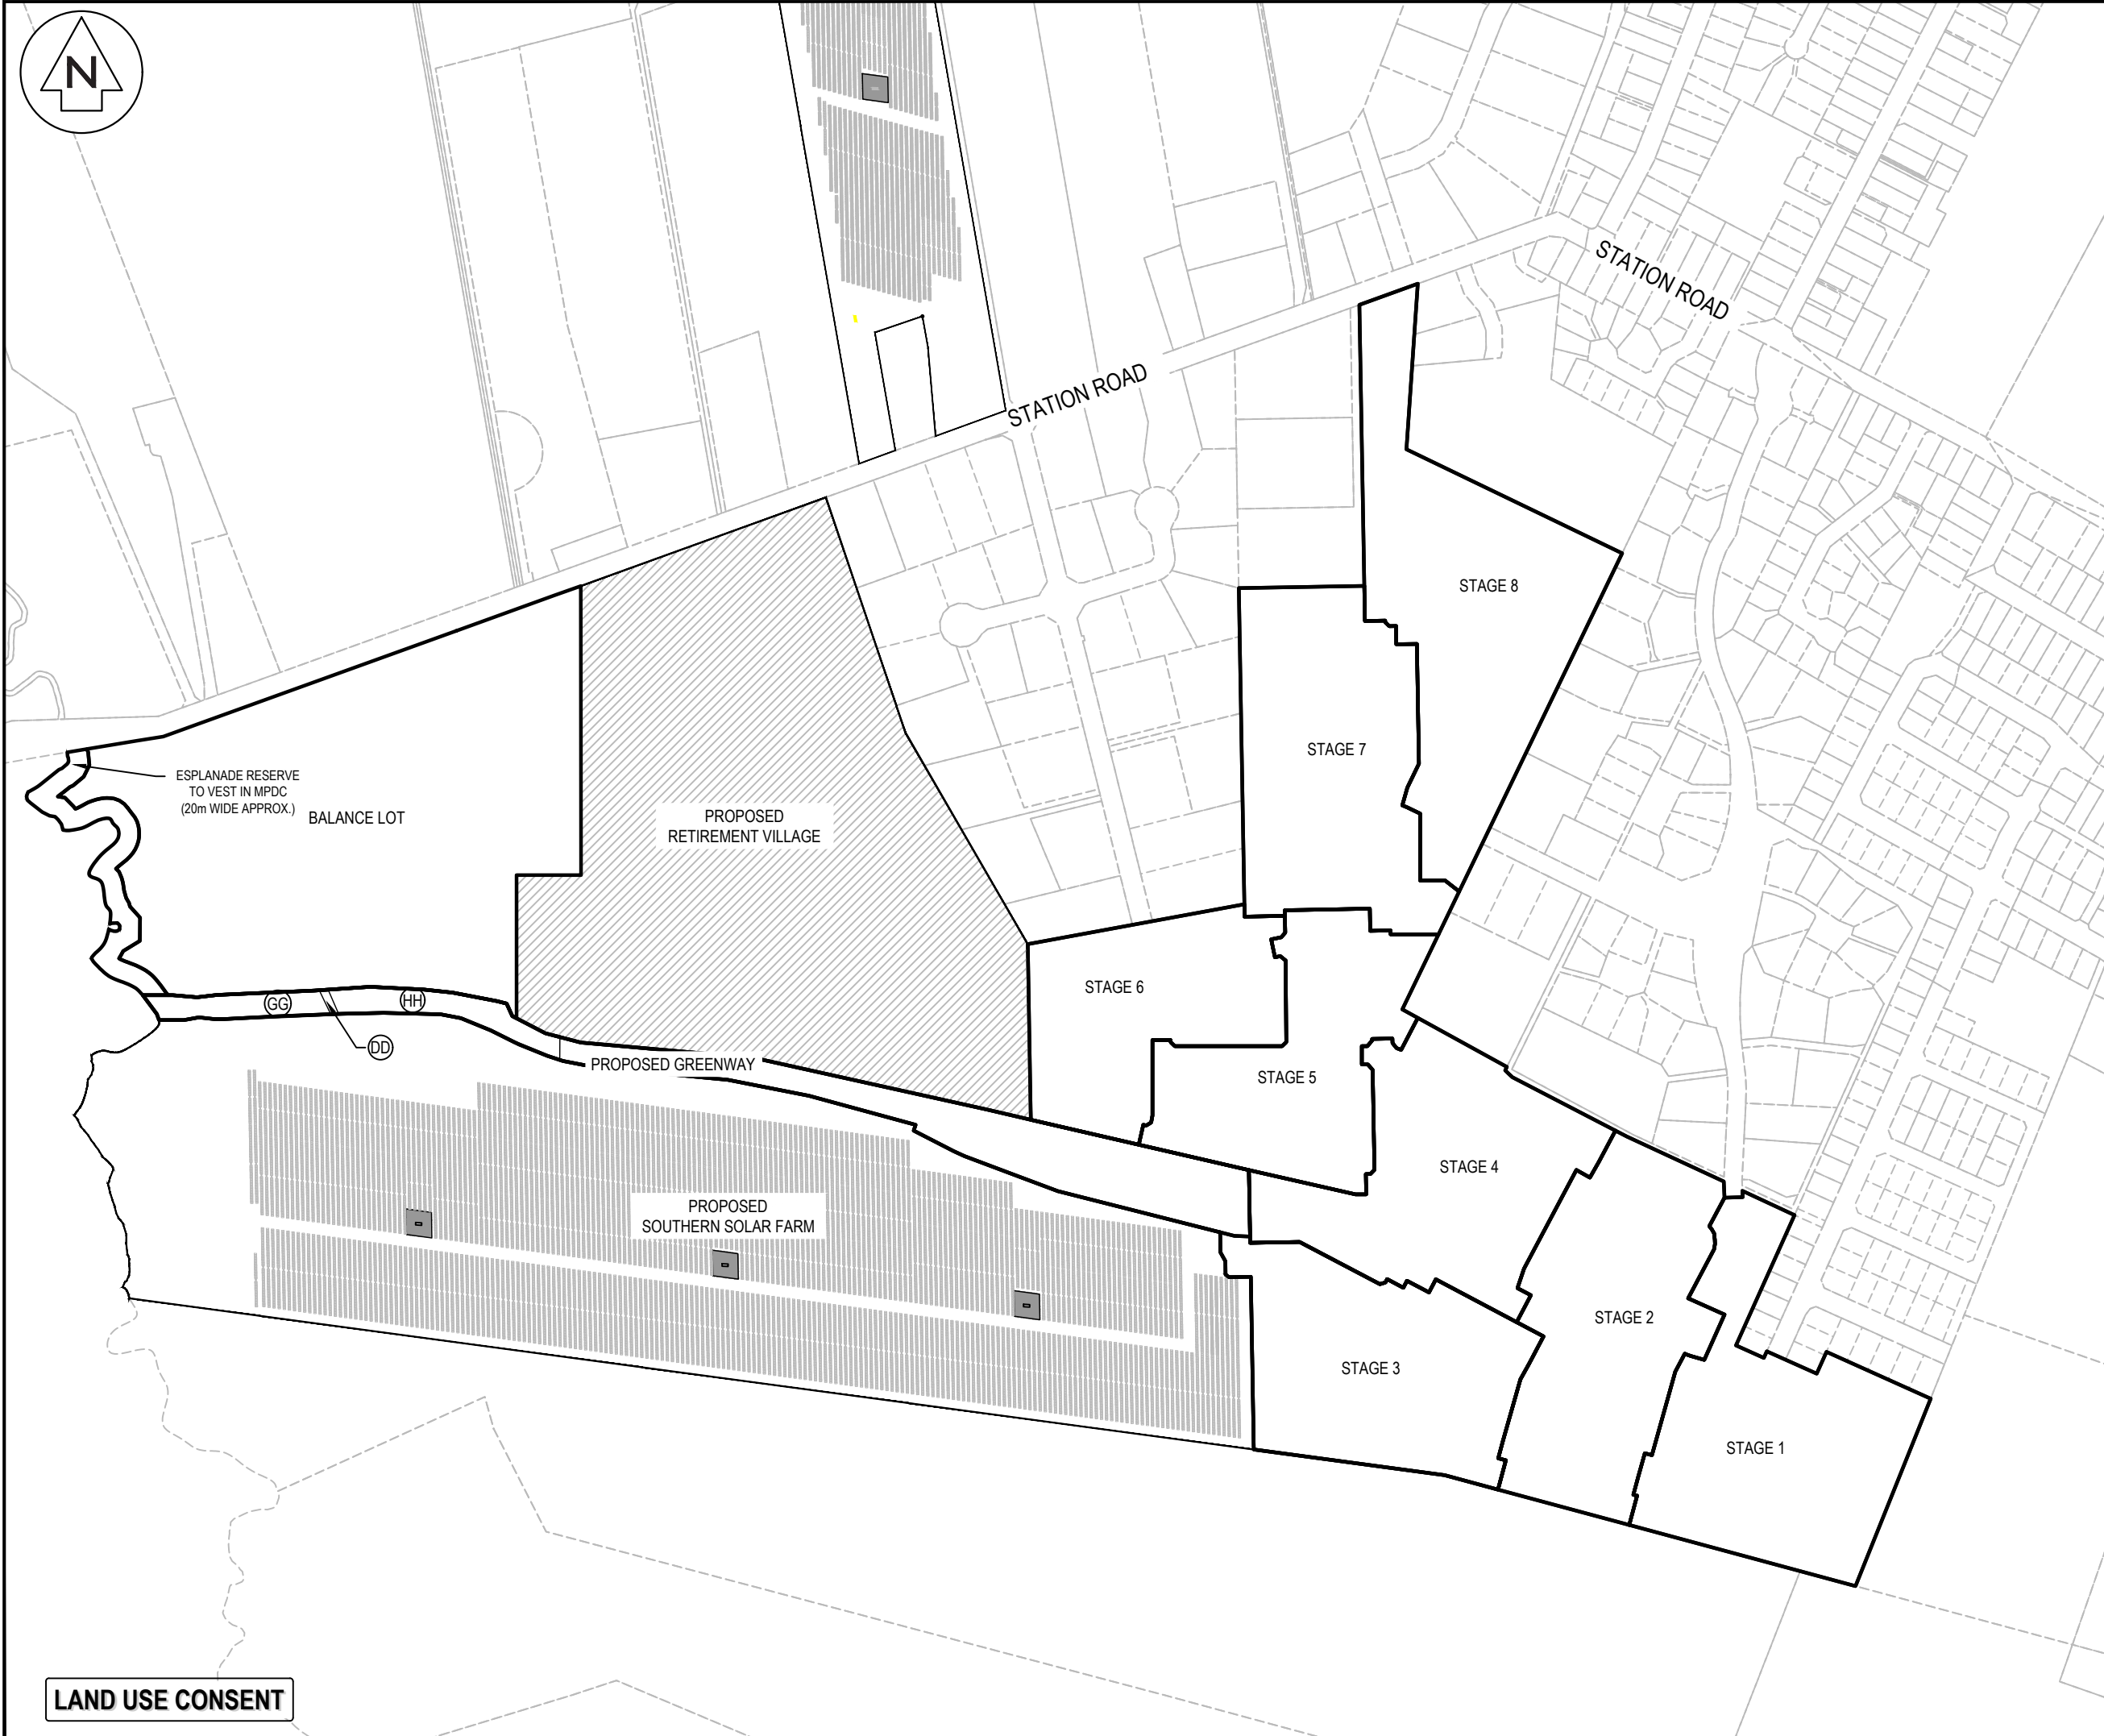 N
STATION ROAD
STATION ROAD
STAGE 8
STAGE 7
ESPLANADE RESERVE
TO VEST IN MPDC
(20m WIDE APPROX.)
BALANCE LOT
PROPOSED
RETIREMENT VILLAGE
STAGE 6
GG
HH
DD
PROPOSED GREENWAY
STAGE 5
STAGE 4
PROPOSED
SOUTHERN SOLAR FARM
STAGE 2
STAGE 3
STAGE 1
LAND USE CONSENT